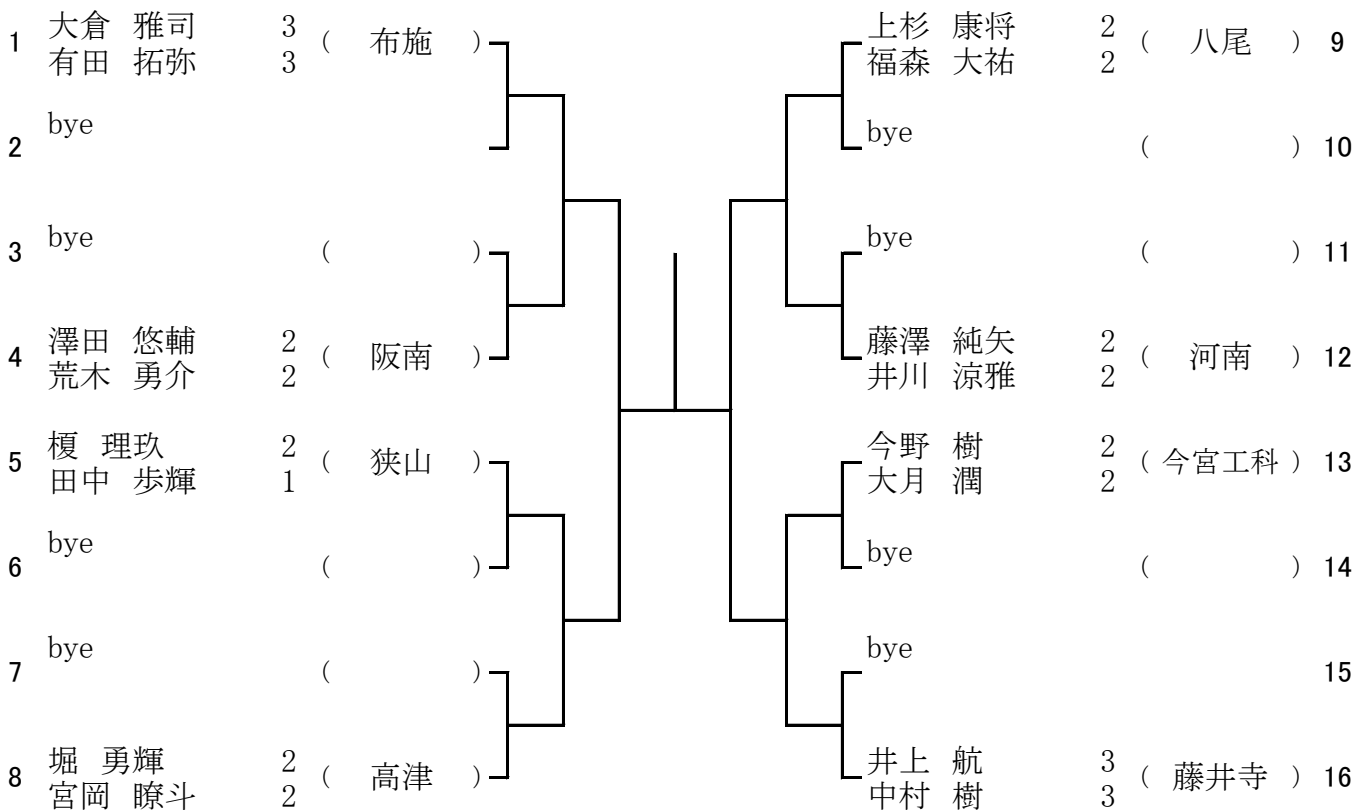 1 大倉 雅司 3 ( 布施 )
有田 拓弥 3
2 bye
3 bye ( )
4 澤田 悠輔 2 ( 阪南 )
荒木 勇介 2
5 榎 理玖 2 ( 狭山 )
田中 歩輝 1
6 bye ( )
7 bye ( )
8 堀 勇輝 2 ( 高津 )
宮岡 瞭斗 2
上杉 康将 2 ( 八尾 ) 9
福森 大祐 2
bye ( ) 10
bye ( ) 11
藤澤 純矢 2 ( 河南 ) 12
井川 涼雅 2
今野 樹 2 ( 今宮工科 ) 13
大月 潤 2
bye ( ) 14
bye 15
井上 航 3 ( 藤井寺 ) 16
中村 樹 3